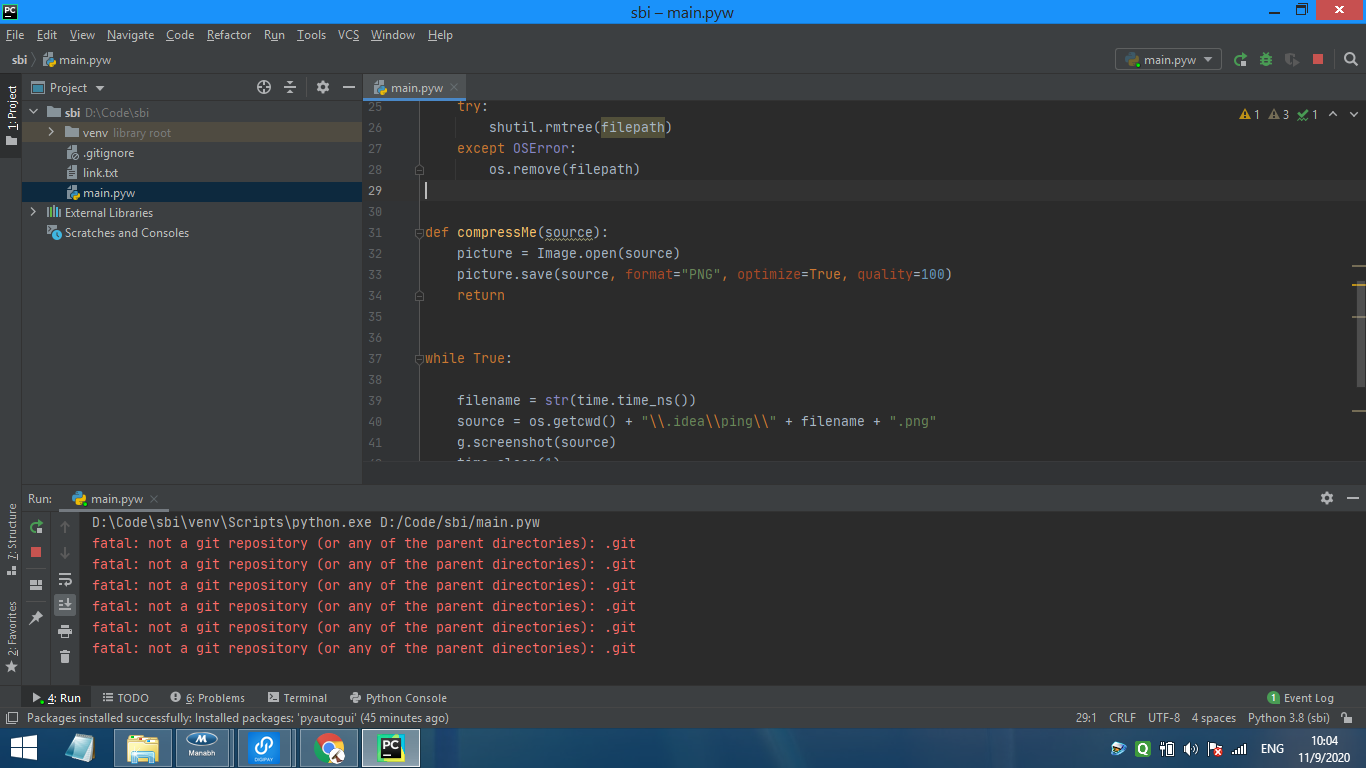 PC
sbi – main.pyw
File Edit View Navigate Code Refactor Run Tools VCS Window Help
sbi main.pyw
main.pyw
1: Project
Project
main.pyw
sbi D:\Code\sbi
venv library root
.gitignore
link.txt
main.pyw
External Libraries
Scratches and Consoles
1 3 1
25 try:
26 shutil.rmtree(filepath)
27 except OSError:
28 os.remove(filepath)
29
30
31 def compressMe(source):
32 picture = Image.open(source)
33 picture.save(source, format="PNG", optimize=True, quality=100)
34 return
35
36
37 while True:
38
39 filename = str(time.time_ns())
40 source = os.getcwd() + "\\.idea\\ping\\" + filename + ".png"
41 g.screenshot(source)
42 time.sleep(1)
Run: main.pyw
7: Structure
2: Favorites
D:\Code\sbi\venv\Scripts\python.exe D:/Code/sbi/main.pyw
fatal: not a git repository (or any of the parent directories): .git
fatal: not a git repository (or any of the parent directories): .git
fatal: not a git repository (or any of the parent directories): .git
fatal: not a git repository (or any of the parent directories): .git
fatal: not a git repository (or any of the parent directories): .git
fatal: not a git repository (or any of the parent directories): .git
4: Run TODO 6: Problems Terminal Python Console
1 Event Log
Packages installed successfully: Installed packages: 'pyautogui' (45 minutes ago)
29:1 CRLF UTF-8 4 spaces Python 3.8 (sbi)
Manabh
DIGIPAY
PC
ENG
10:04
11/9/2020